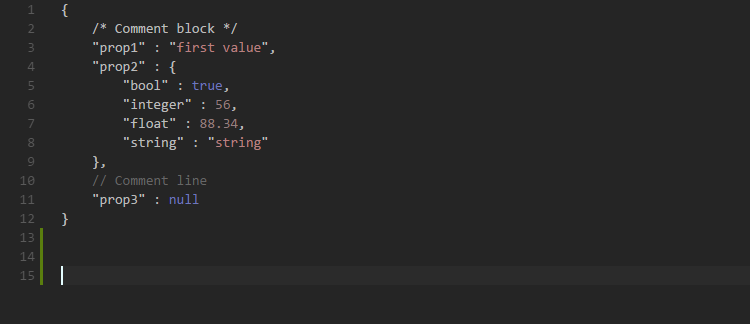 1 {
2 /* Comment block */
3 "prop1" : "first value",
4 "prop2" : {
5 "bool" : true,
6 "integer" : 56,
7 "float" : 88.34,
8 "string" : "string"
9 },
10 // Comment line
11 "prop3" : null
12 }
13
14
15